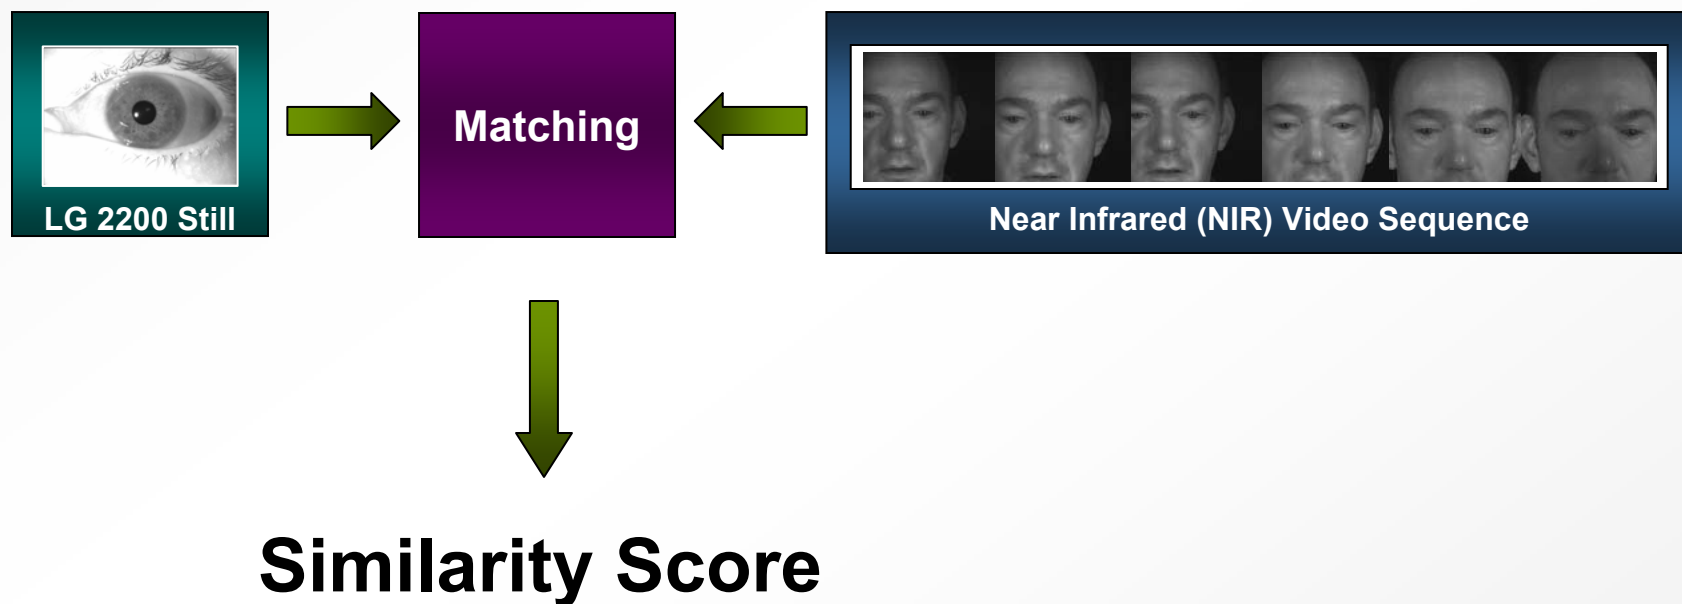 Matching
LG 2200 Still
Near Infrared (NIR) Video Sequence
Similarity Score